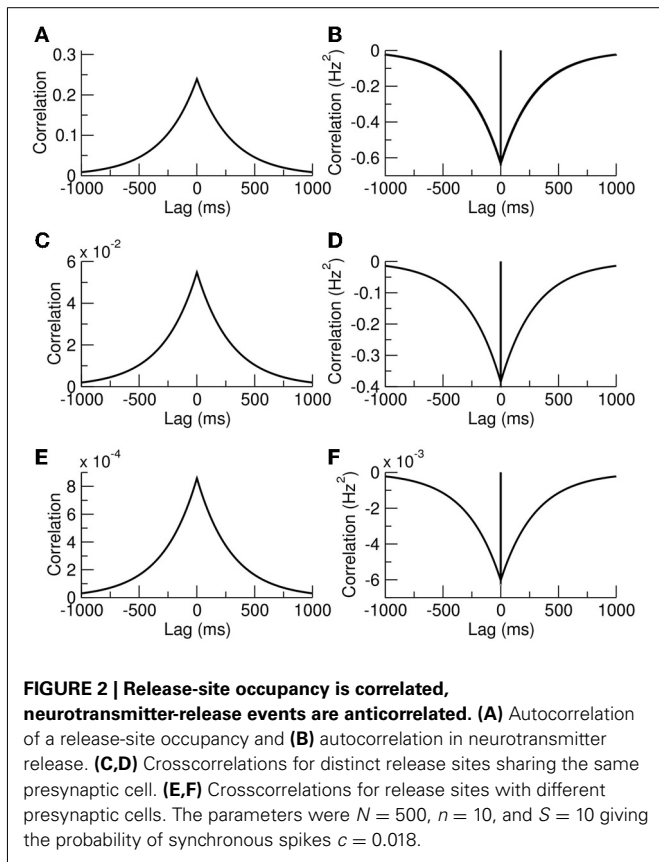 A
0.3
0.2
0.1
0
Correlation
-1000 -500 0 500 1000
Lag (ms)
B
0
-0.2
-0.4
-0.6
Correlation (Hz²)
-1000 -500 0 500 1000
Lag (ms)
C
x 10⁻²
6
4
2
0
Correlation
-1000 -500 0 500 1000
Lag (ms)
D
0
-0.1
-0.2
-0.3
-0.4
Correlation (Hz²)
-1000 -500 0 500 1000
Lag (ms)
E
x 10⁻⁴
8
6
4
2
0
Correlation
-1000 -500 0 500 1000
Lag (ms)
F
x 10⁻³
0
-2
-4
-6
Correlation (Hz²)
-1000 -500 0 500 1000
Lag (ms)
FIGURE 2 | Release-site occupancy is correlated,
neurotransmitter-release events are anticorrelated. (A) Autocorrelation
of a release-site occupancy and (B) autocorrelation in neurotransmitter
release. (C,D) Crosscorrelations for distinct release sites sharing the same
presynaptic cell. (E,F) Crosscorrelations for release sites with different
presynaptic cells. The parameters were N = 500, n = 10, and S = 10 giving
the probability of synchronous spikes c = 0.018.